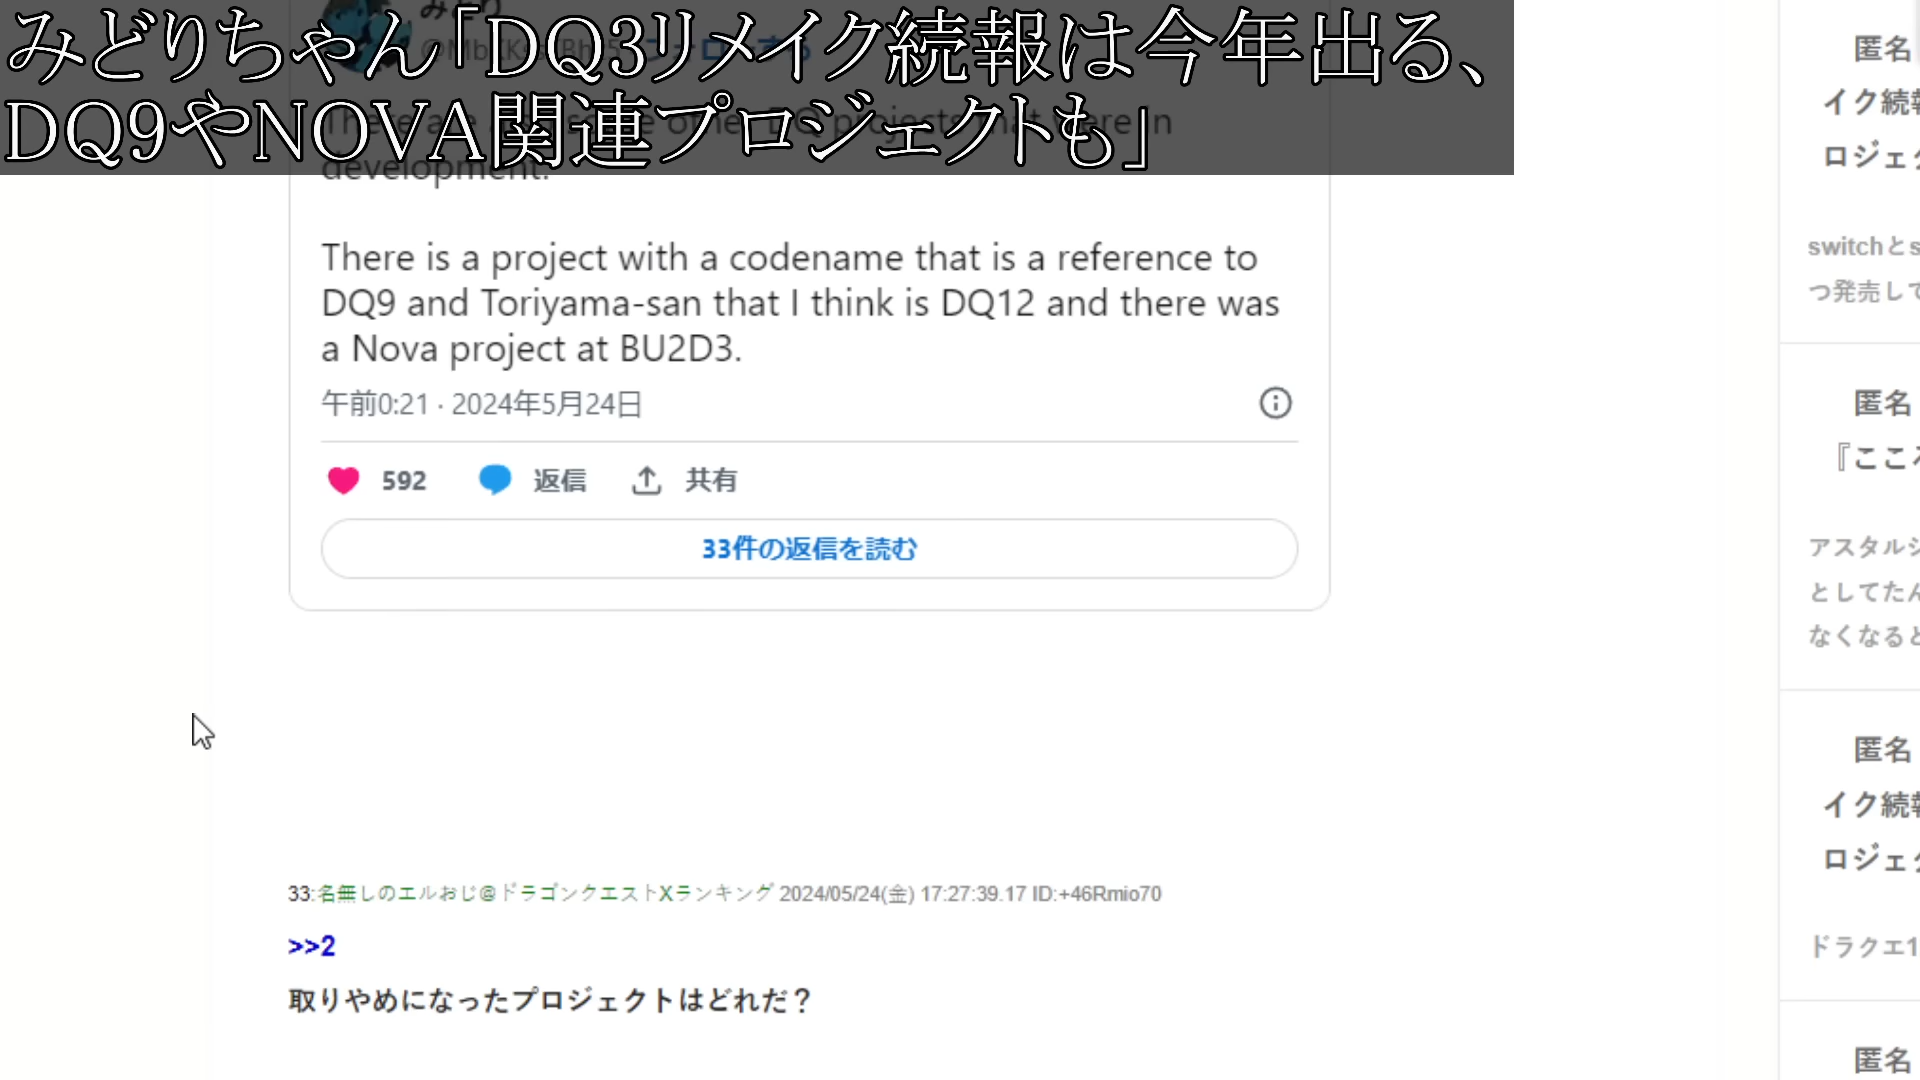 みどりちゃん「DQ3リメイク続報は今年出る、
DQ9やNOVA関連プロジェクトも」
development.
There is a project with a codename that is a reference to
DQ9 and Toriyama-san that I think is DQ12 and there was
a Nova project at BU2D3.
午前0:21 · 2024年5月24日
592 返信 共有
33件の返信を読む
33:名無しのエルおじ@ドラゴンクエストXランキング 2024/05/24(金) 17:27:39.17 ID:+46Rmio70
>>2
取りやめになったプロジェクトはどれだ？
匿名
イク続報
ロジェク
switchとs
つ発売して
匿名
『こころ
アスタルジ
としてたん
なくなると
匿名
イク続報
ロジェク
ドラクエ1
匿名